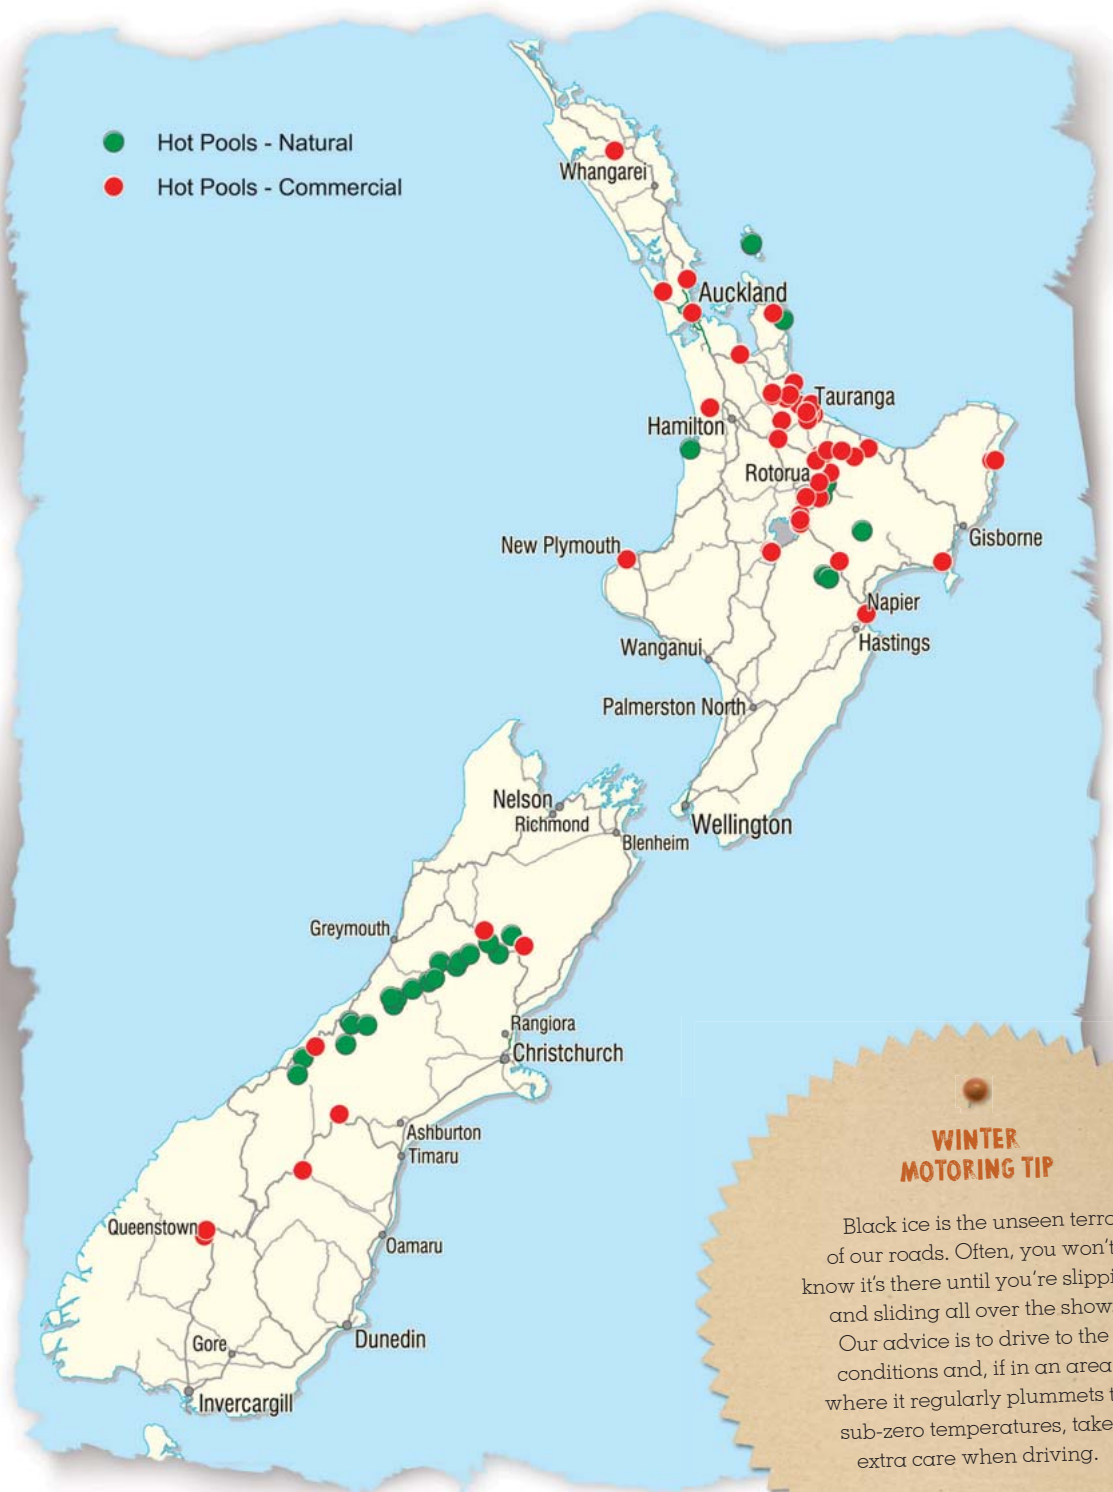 Hot Pools - Natural
Hot Pools - Commercial
Whangarei
Auckland
Tauranga
Hamilton
Rotorua
Gisborne
New Plymouth
Napier
Hastings
Wanganui
Palmerston North
Nelson
Richmond
Wellington
Blenheim
Greymouth
Rangiora
Christchurch
Ashburton
Timaru
Queenstown
Oamaru
Dunedin
Gore
Invercargill
WINTER
MOTORING TIP
Black ice is the unseen
of our roads. Often, you won't
know it's there until you're
and sliding all over the show.
Our advice is to drive to the
conditions and, if in an area
where it regularly plummets
sub-zero temperatures, take
extra care when driving.